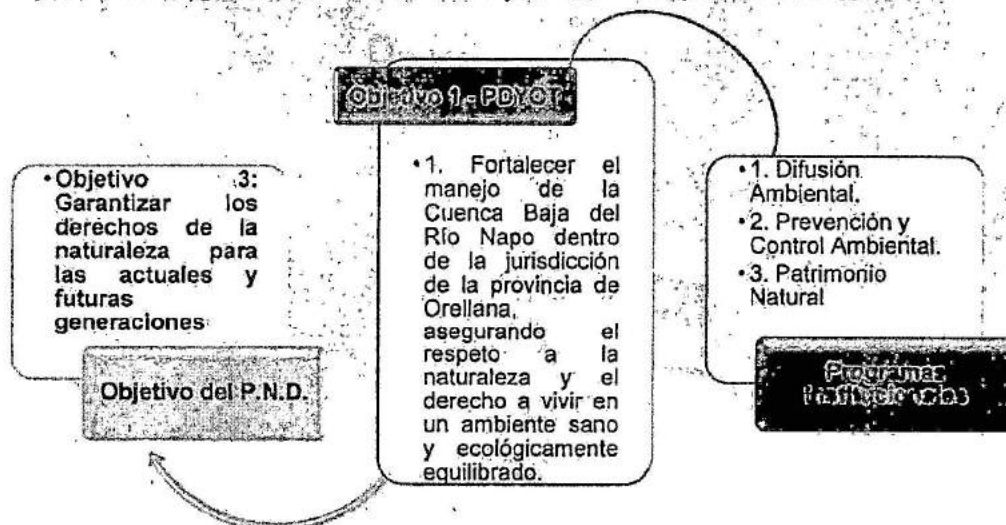 • Objetivo 3:
Garantizar los
derechos de la
naturaleza para
las actuales y
futuras
generaciones
Objetivo del P.N.D.
Objetivo 1 - PDYOT
• 1. Fortalecer el
manejo de la
Cuenca Baja del
Río Napo dentro
de la jurisdicción
de la provincia de
Orellana,
asegurando el
respeto a la
naturaleza y el
derecho a vivir en
un ambiente sano
y ecológicamente
equilibrado.
• 1. Difusión
Ambiental.
• 2. Prevención y
Control Ambiental.
• 3. Patrimonio
Natural
Programas
Institucionales